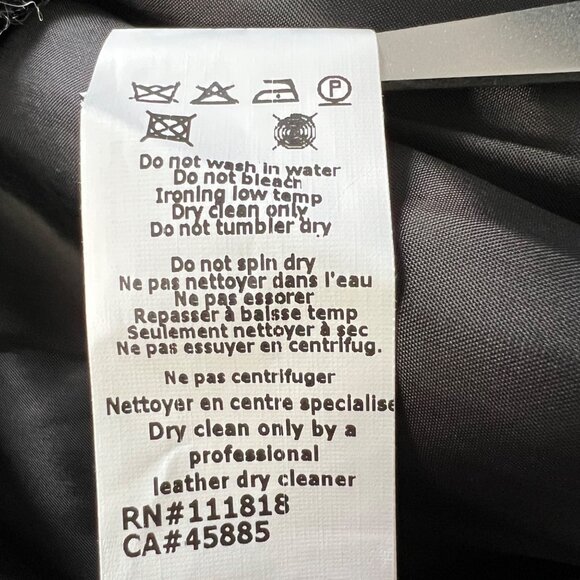 P
Do not wash in water
Do not bleach
Ironing low temp
Dry clean only
Do not tumbler dry
Do not spin dry
Ne pas nettoyer dans l'eau
Ne pas essorer
Repasser à baisse temp
Seulement nettoyer à sec
Ne pas essuyer en centrifug.
Ne pas centrifuger
Nettoyer en centre specialise
Dry clean only by a
professional
leather dry cleaner
RN#111818
CA#45885